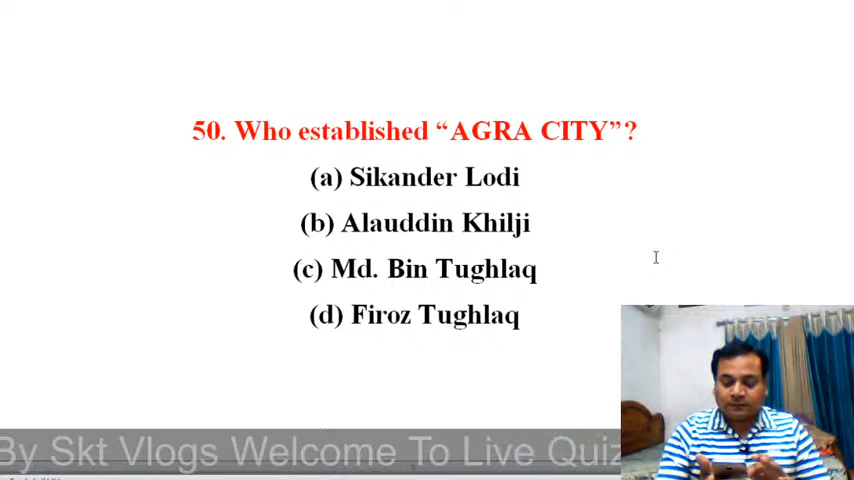 50. Who established “AGRA CITY”?
(a) Sikander Lodi
(b) Alauddin Khilji
(c) Md. Bin Tughlaq
(d) Firoz Tughlaq
By Skt Vlogs Welcome To Live Quiz